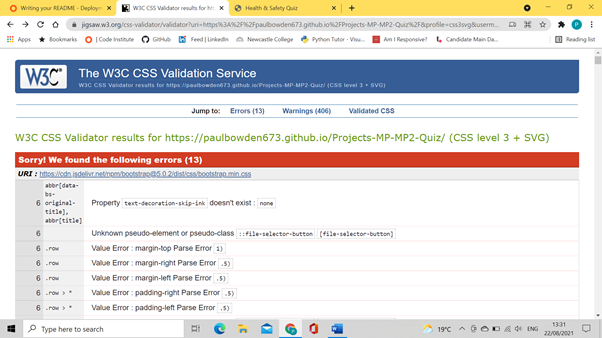 Writing your README - Deploym
W3C CSS Validator results for ht
Health & Safety Quiz
jigsaw.w3.org/css-validator/validator?uri=https%3A%2F%2Fpaulbowden673.github.io%2FProjects-MP-MP2-Quiz%2F&profile=css3svg&userm...
P
Apps
Bookmarks
[ Code Institute
GitHub
Feed | LinkedIn
Newcastle College
Python Tutor - Visu...
Am I Responsive?
Candidate Main Da...
Reading list
W3C
The W3C CSS Validation Service
W3C CSS Validator results for https://paulbowden673.github.io/Projects-MP-MP2-Quiz/ (CSS level 3 + SVG)
Jump to: Errors (13) Warnings (406) Validated CSS
W3C CSS Validator results for https://paulbowden673.github.io/Projects-MP-MP2-Quiz/ (CSS level 3 + SVG)
Sorry! We found the following errors (13)
URI : https://cdn.jsdelivr.net/npm/bootstrap@5.0.2/dist/css/bootstrap.min.css
6 abbr[data-bs-original-title], abbr[title] Property text-decoration-skip-ink doesn't exist : none
6 Unknown pseudo-element or pseudo-class ::file-selector-button [file-selector-button]
6 .row Value Error : margin-top Parse Error 1)
6 .row Value Error : margin-right Parse Error .5)
6 .row Value Error : margin-left Parse Error .5)
6 .row > * Value Error : padding-right Parse Error .5)
6 .row > * Value Error : padding-left Parse Error .5)
Type here to search
19°C
ENG
13:31
22/08/2021